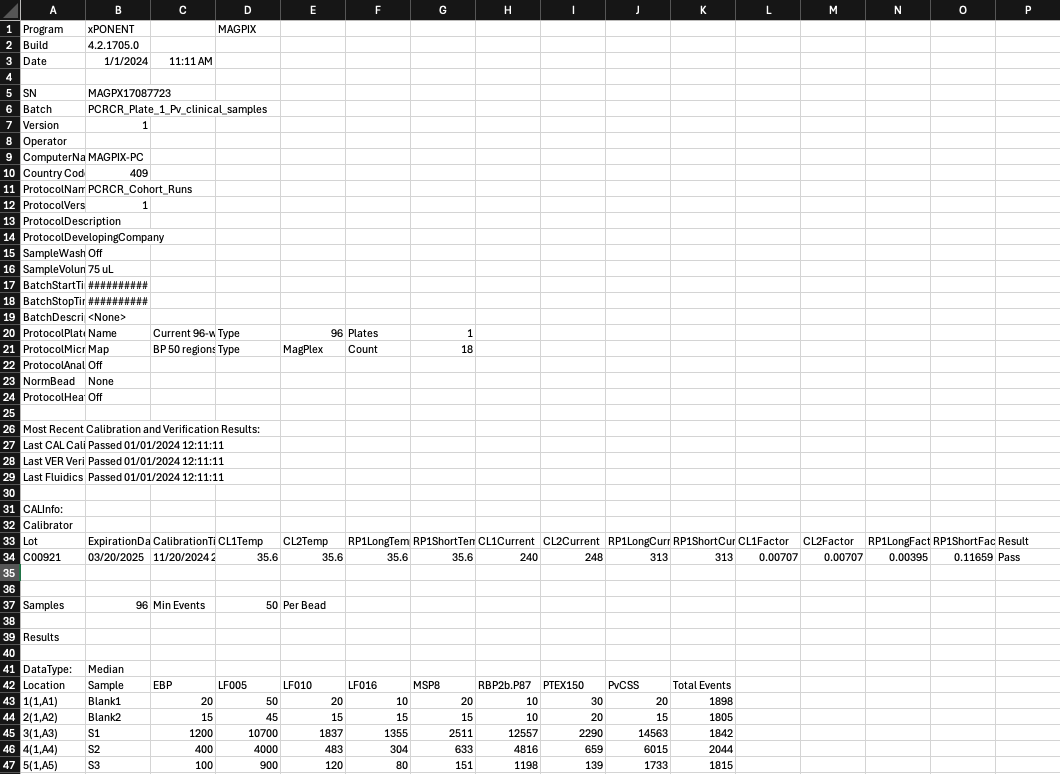 A B C D E F G H I J K L M N O P
1 Program xPONENT MAGPIX
2 Build 4.2.1705.0
3 Date 1/1/2024 11:11 AM
4
5 SN MAGPX17087723
6 Batch PCRCR_Plate_1_Pv_clinical_samples
7 Version 1
8 Operator
9 ComputerNa MAGPIX-PC
10 Country Cod 409
11 ProtocolNam PCRCR_Cohort_Runs
12 ProtocolVers 1
13 ProtocolDescription
14 ProtocolDevelopingCompany
15 SampleWash Off
16 SampleVolun 75 uL
17 BatchStartTi ##########
18 BatchStopTir ##########
19 BatchDescri <None>
20 ProtocolPlat Name Current 96-w Type 96 Plates 1
21 ProtocolMicr Map BP 50 regions Type MagPlex Count 18
22 ProtocolAnal Off
23 NormBead None
24 ProtocolHea Off
25
26 Most Recent Calibration and Verification Results:
27 Last CAL Cali Passed 01/01/2024 12:11:11
28 Last VER Veri Passed 01/01/2024 12:11:11
29 Last Fluidics Passed 01/01/2024 12:11:11
30
31 CALInfo:
32 Calibrator
33 Lot ExpirationDa CalibrationTi CL1Temp CL2Temp RP1LongTem RP1ShortTem CL1Current CL2Current RP1LongCurr RP1ShortCur CL1Factor CL2Factor RP1LongFact RP1ShortFac Result
34 C00921 03/20/2025 11/20/2024 2 35.6 35.6 35.6 35.6 240 248 313 313 0.00707 0.00707 0.00395 0.11659 Pass
35
36
37 Samples 96 Min Events 50 Per Bead
38
39 Results
40
41 DataType: Median
42 Location Sample EBP LF005 LF010 LF016 MSP8 RBP2b.P87 PTEX150 PvCSS Total Events
43 1(1,A1) Blank1 20 50 20 10 20 10 30 20 1898
44 2(1,A2) Blank2 15 45 15 15 15 10 20 15 1805
45 3(1,A3) S1 1200 10700 1837 1355 2511 12557 2290 14563 1842
46 4(1,A4) S2 400 4000 483 304 633 4816 659 6015 2044
47 5(1,A5) S3 100 900 120 80 151 1198 139 1733 1815